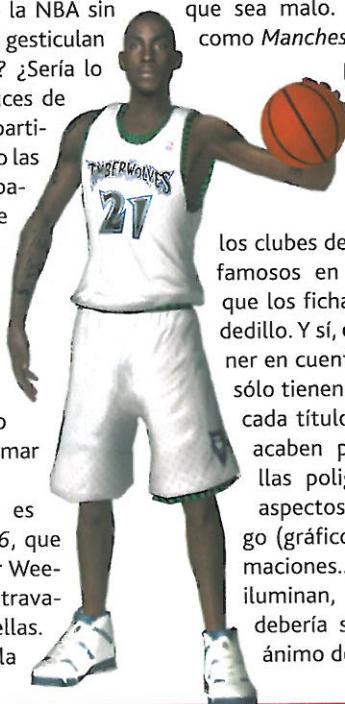 la NBA sin
gesticulan
? ¿Sería lo
ces de
parti-
o las
pa-
e
o
mar
es
6, que
r Wee-
trava-
ellas.
la
que sea malo.
como Manches
los clubes de
famosos en
que los ficha
dedillo. Y sí, e
ner en cuent
sólo tienen
cada título
acaben p
llas polig
aspectos
go (gráfico
maciones..
iluminan,
debería s
ánimo de
TIMBERWOLVES
21